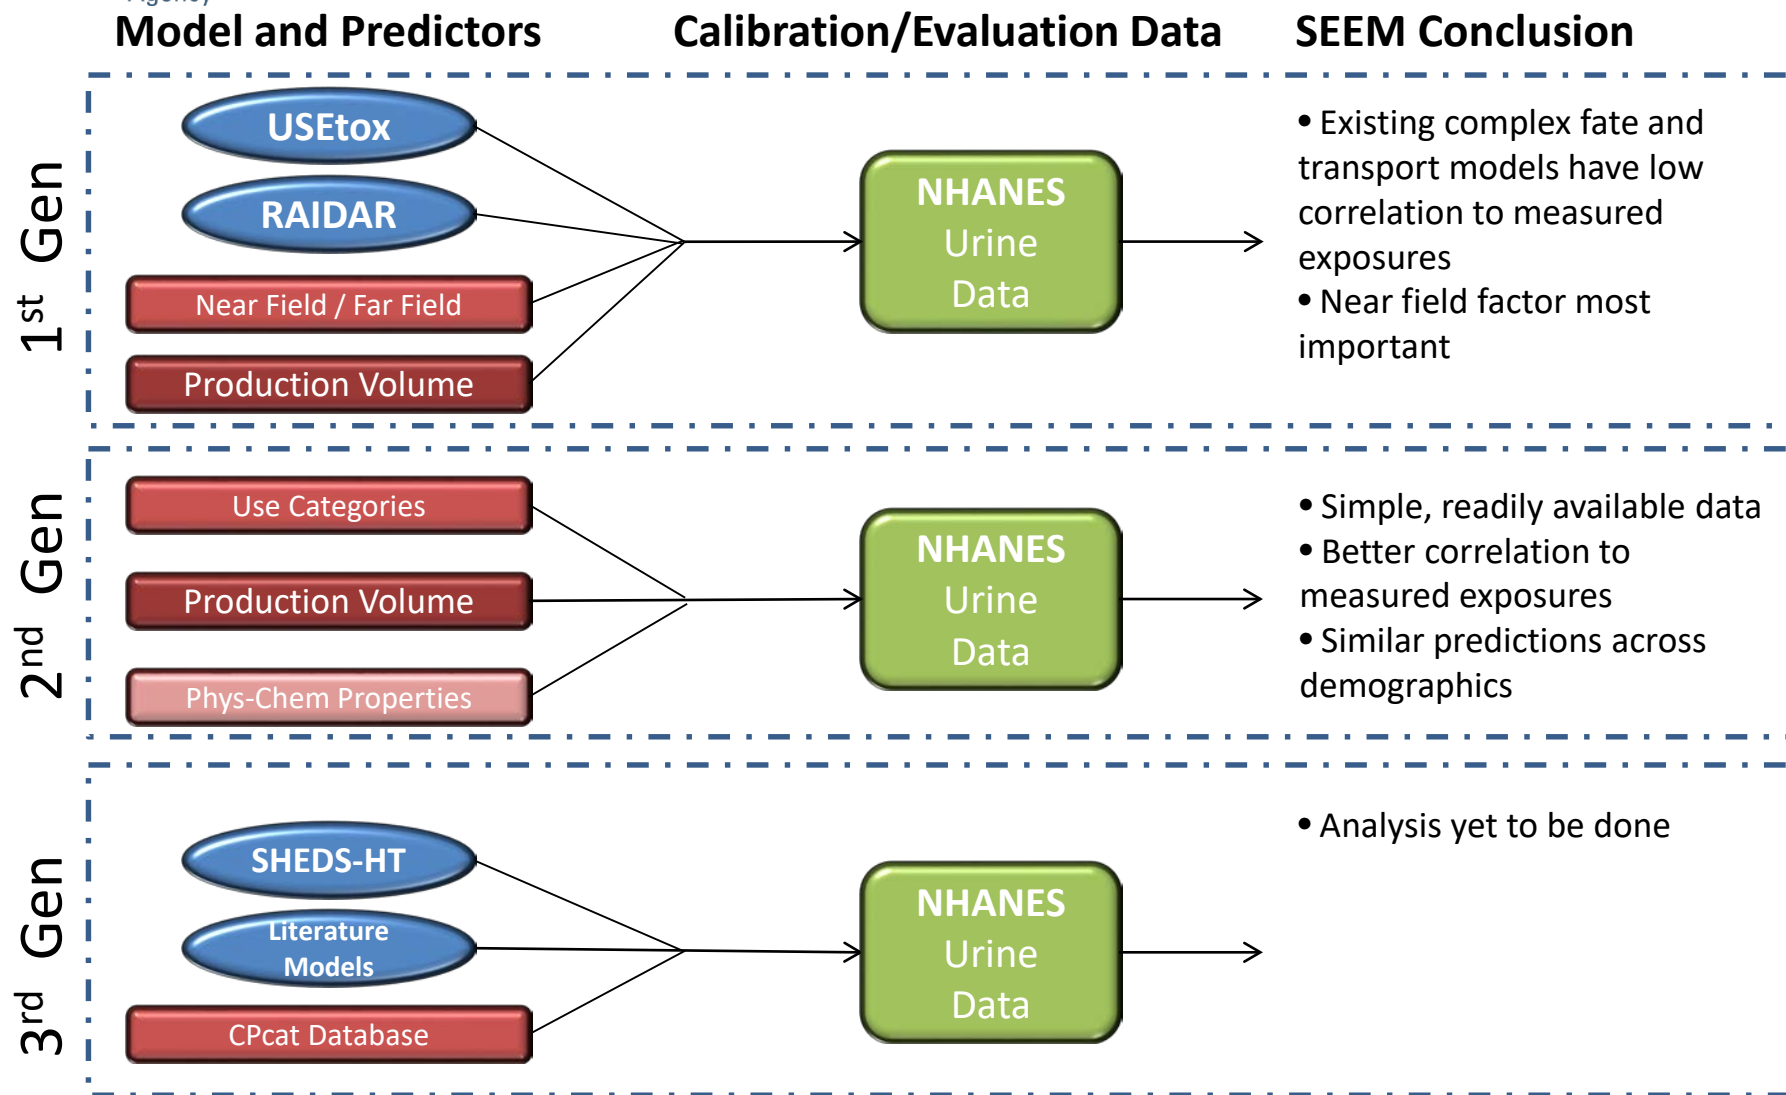 Agency
Model and Predictors
Calibration/Evaluation Data
SEEM Conclusion
1st Gen
USEtox
RAIDAR
Near Field / Far Field
Production Volume
NHANES
Urine
Data
• Existing complex fate and
transport models have low
correlation to measured
exposures
• Near field factor most
important
2nd Gen
Use Categories
Production Volume
Phys-Chem Properties
NHANES
Urine
Data
• Simple, readily available data
• Better correlation to
measured exposures
• Similar predictions across
demographics
3rd Gen
SHEDS-HT
Literature
Models
CPcat Database
NHANES
Urine
Data
• Analysis yet to be done